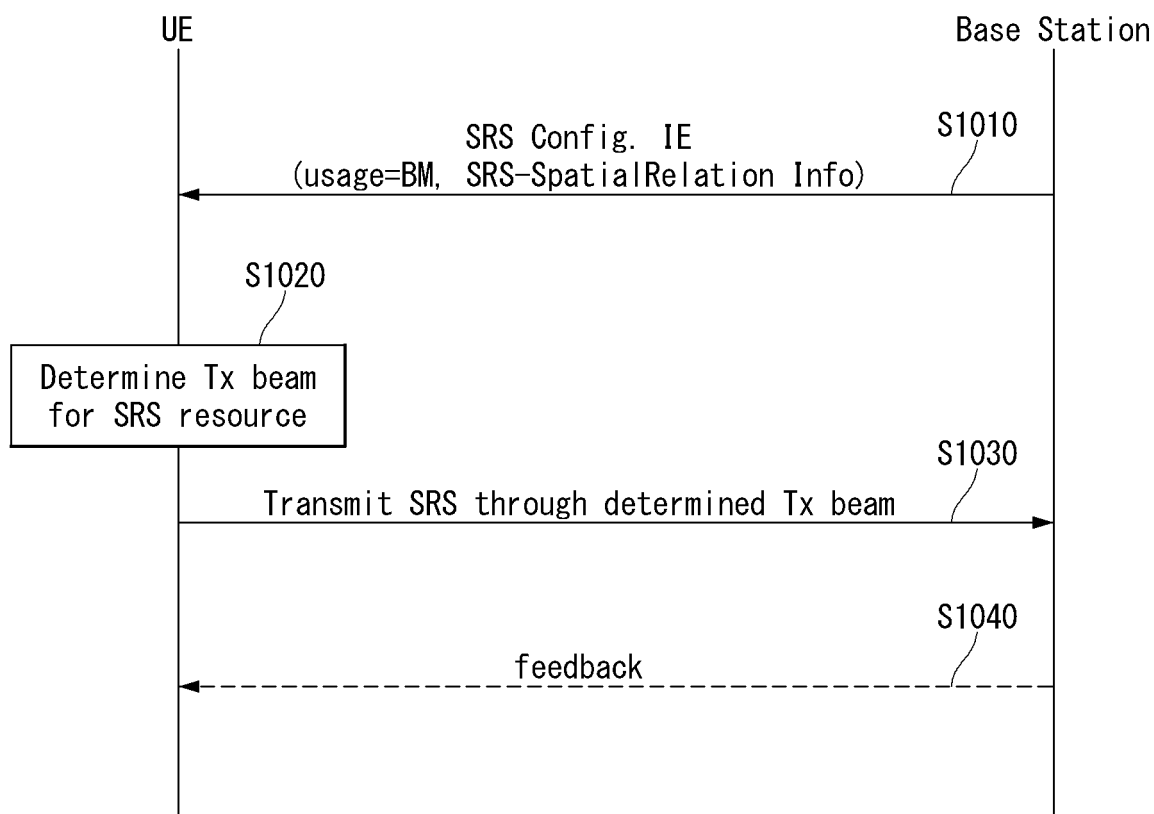 UE
Base Station
S1010
SRS Config. IE
(usage=BM, SRS-SpatialRelation Info)
S1020
Determine Tx beam
for SRS resource
S1030
Transmit SRS through determined Tx beam
S1040
feedback